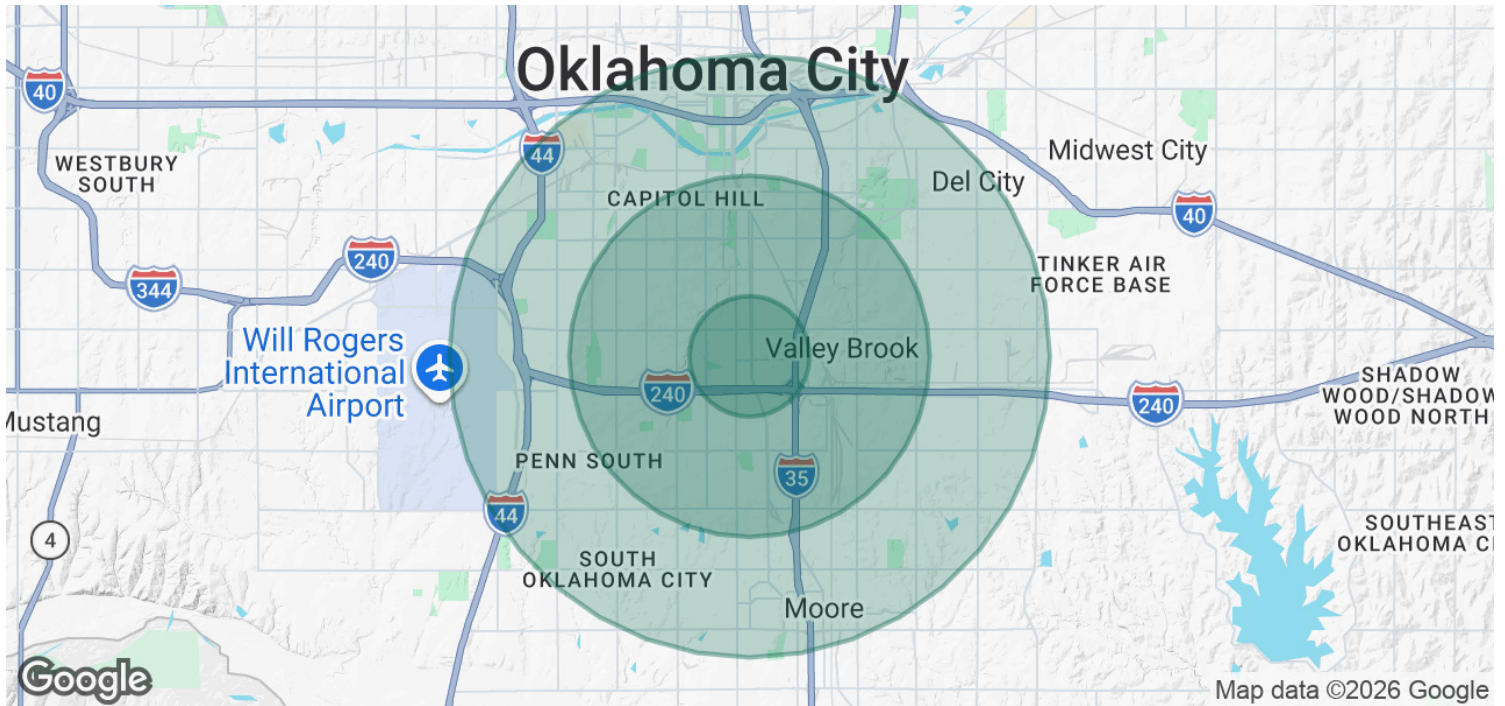 Oklahoma City
40
44
WESTBURY
SOUTH
CAPITOL HILL
Midwest City
Del City
40
240
344
TINKER AIR
FORCE BASE
Will Rogers
International
Airport
Valley Brook
240
240
SHADOW
WOOD/SHADOW
WOOD NORTH
Mustang
PENN SOUTH
35
44
4
SOUTH
OKLAHOMA CITY
SOUTHEAST
OKLAHOMA CI
Moore
Google
Map data ©2026 Google